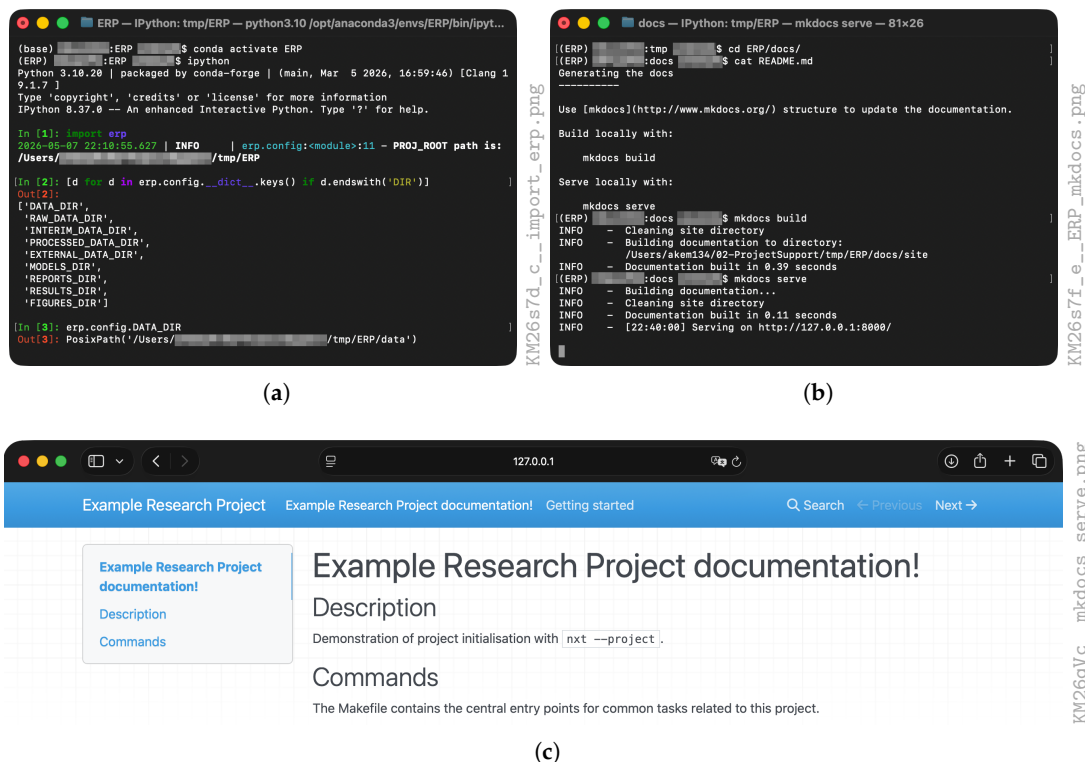 ERP — IPython: tmp/ERP — python3.10 /opt/anaconda3/envs/ERP/bin/ipyt...
(base) :ERP $ conda activate ERP
(ERP) :ERP $ ipython
Python 3.10.20 | packaged by conda-forge | (main, Mar  5 2026, 16:59:46) [Clang 1
9.1.7 ]
Type 'copyright', 'credits' or 'license' for more information
IPython 8.37.0 -- An enhanced Interactive Python. Type '?' for help.
In [1]: import erp
2026-05-07 22:10:55.627 | INFO     | erp.config:<module>:11 - PROJ_ROOT path is:
/Users/ /tmp/ERP
[In [2]: [d for d in erp.config.__dict__.keys() if d.endswith('DIR')] ]
Out[2]:
['DATA_DIR',
'RAW_DATA_DIR',
'INTERIM_DATA_DIR',
'PROCESSED_DATA_DIR',
'EXTERNAL_DATA_DIR',
'MODELS_DIR',
'REPORTS_DIR',
'RESULTS_DIR',
'FIGURES_DIR']
[In [3]: erp.config.DATA_DIR ]
Out[3]: PosixPath('/Users/ /tmp/ERP/data')
KM26s7d_c__import_erp.png
(a)
docs — IPython: tmp/ERP — mkdocs serve — 81×26
[(ERP) :tmp $ cd ERP/docs/ ]
[(ERP) :docs $ cat README.md ]
Generating the docs
----------
Use [mkdocs](http://www.mkdocs.org/) structure to update the documentation.
Build locally with:
mkdocs build
Serve locally with:
mkdocs serve
[(ERP) :docs $ mkdocs build ]
INFO    -  Cleaning site directory
INFO    -  Building documentation to directory:
/Users/akem134/02-ProjectSupport/tmp/ERP/docs/site
INFO    -  Documentation built in 0.39 seconds
[(ERP) :docs $ mkdocs serve ]
INFO    -  Building documentation...
INFO    -  Cleaning site directory
INFO    -  Documentation built in 0.11 seconds
INFO    -  [22:40:00] Serving on http://127.0.0.1:8000/
KM26s7f_e__ERP_mkdocs.png
(b)
127.0.0.1
Example Research Project
Example Research Project documentation!
Getting started
Search
← Previous
Next →
Example Research Project
documentation!
Description
Commands
Example Research Project documentation!
Description
Demonstration of project initialisation with nxt --project.
Commands
The Makefile contains the central entry points for common tasks related to this project.
mkdocs_serve.png
(c)